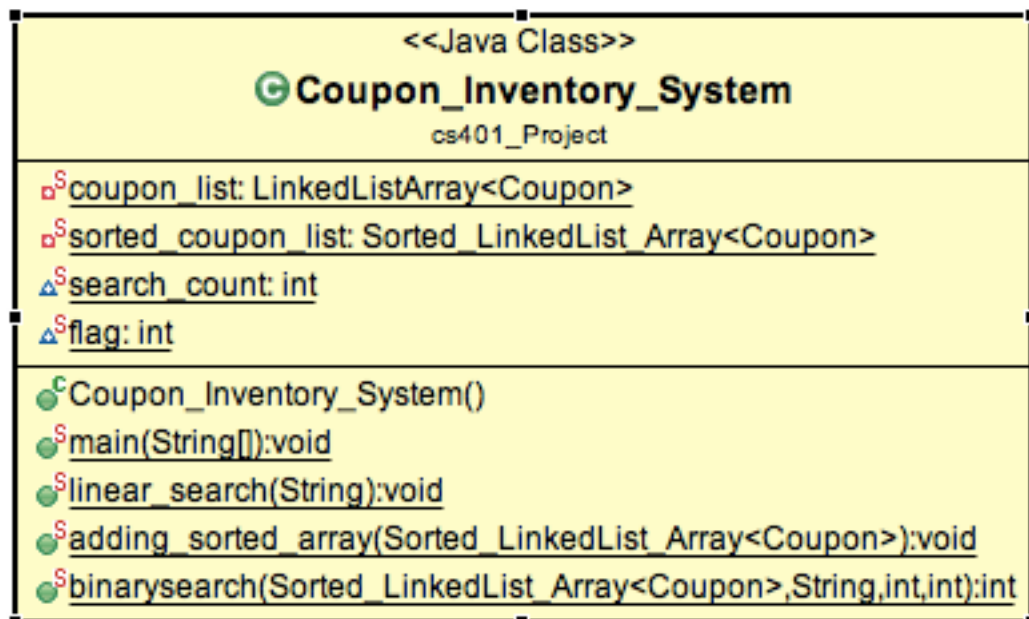 <<Java Class>>
C Coupon_Inventory_System
cs401_Project
S coupon_list: LinkedListArray<Coupon>
S sorted_coupon_list: Sorted_LinkedList_Array<Coupon>
S search_count: int
S flag: int
C Coupon_Inventory_System()
S main(String[]):void
S linear_search(String):void
S adding_sorted_array(Sorted_LinkedList_Array<Coupon>):void
S binarysearch(Sorted_LinkedList_Array<Coupon>,String,int,int):int